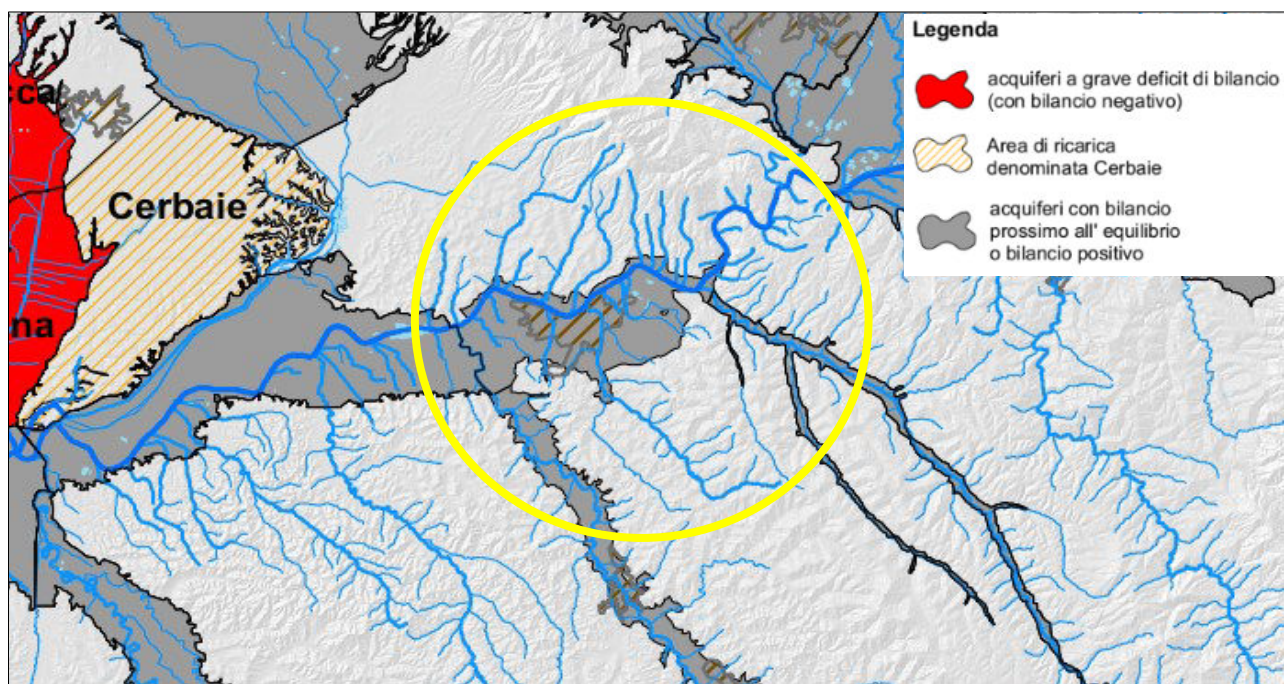 Legenda
acquiferi a grave deficit di bilancio
(con bilancio negativo)
Area di ricarica
denominata Cerbaie
acquiferi con bilancio
prossimo all' equilibrio
o bilancio positivo
cca
Cerbaie
na